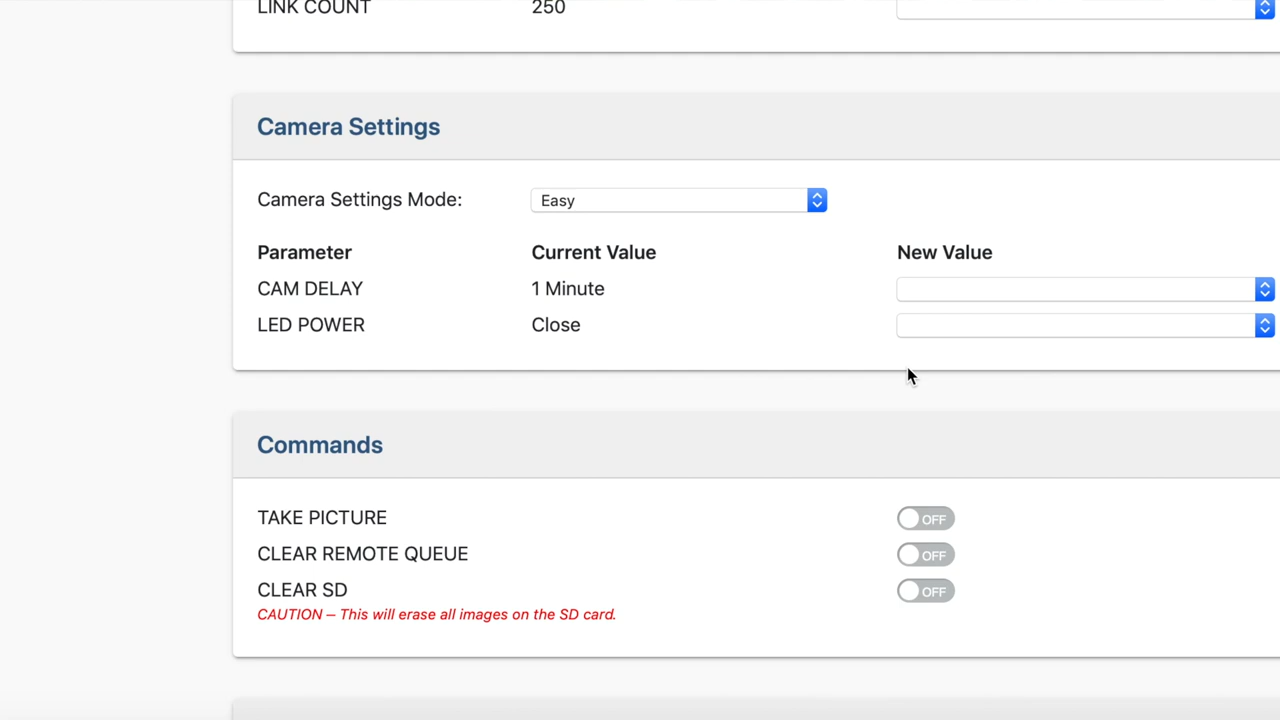 LINK COUNT 250
Camera Settings
Camera Settings Mode: Easy
Parameter Current Value New Value
CAM DELAY 1 Minute
LED POWER Close
Commands
TAKE PICTURE OFF
CLEAR REMOTE QUEUE OFF
CLEAR SD OFF
CAUTION – This will erase all images on the SD card.